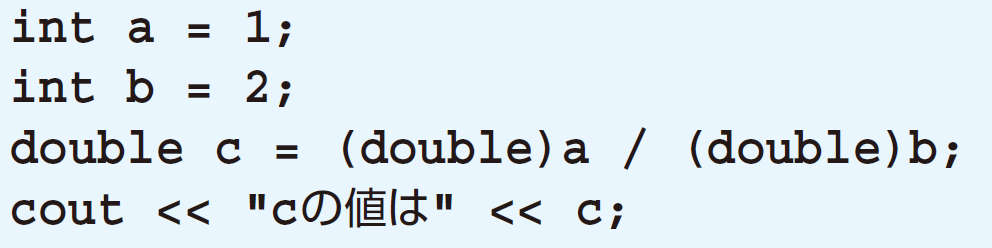 int a = 1;
int b = 2;
double c = (double)a / (double)b;
cout << "cの値は" << c;